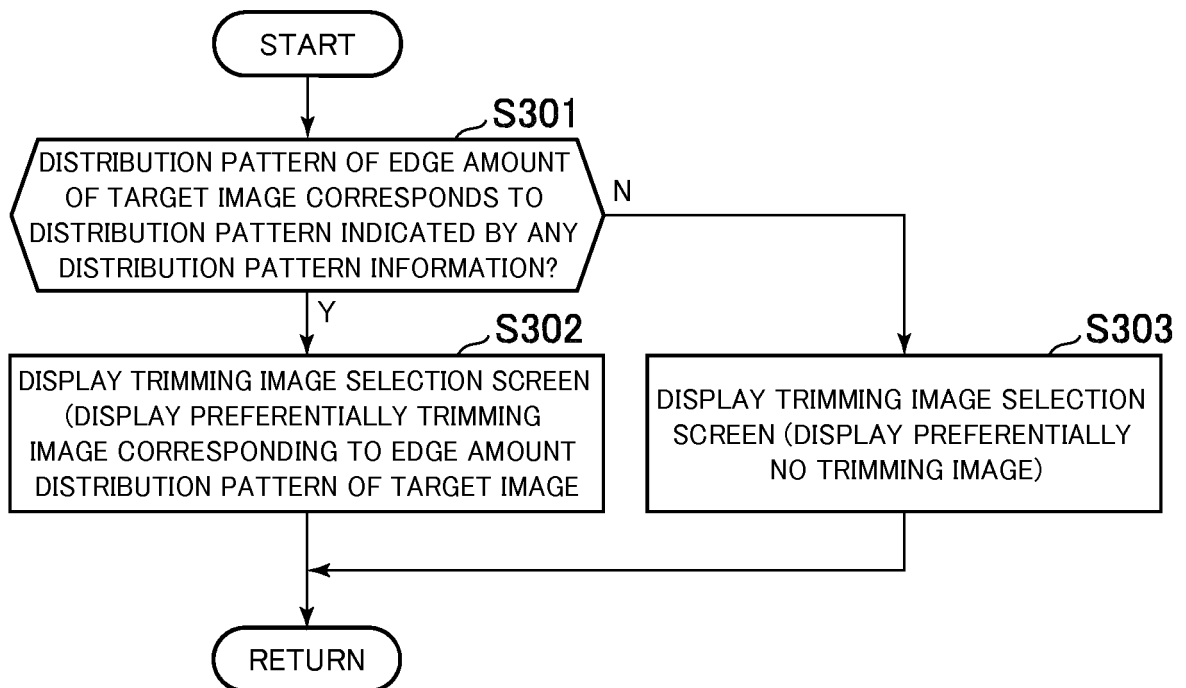 START
S301
DISTRIBUTION PATTERN OF EDGE AMOUNT
OF TARGET IMAGE CORRESPONDS TO
DISTRIBUTION PATTERN INDICATED BY ANY
DISTRIBUTION PATTERN INFORMATION?
N
Y
S302
DISPLAY TRIMMING IMAGE SELECTION SCREEN
(DISPLAY PREFERENTIALLY TRIMMING
IMAGE CORRESPONDING TO EDGE AMOUNT
DISTRIBUTION PATTERN OF TARGET IMAGE
S303
DISPLAY TRIMMING IMAGE SELECTION
SCREEN (DISPLAY PREFERENTIALLY
NO TRIMMING IMAGE)
RETURN